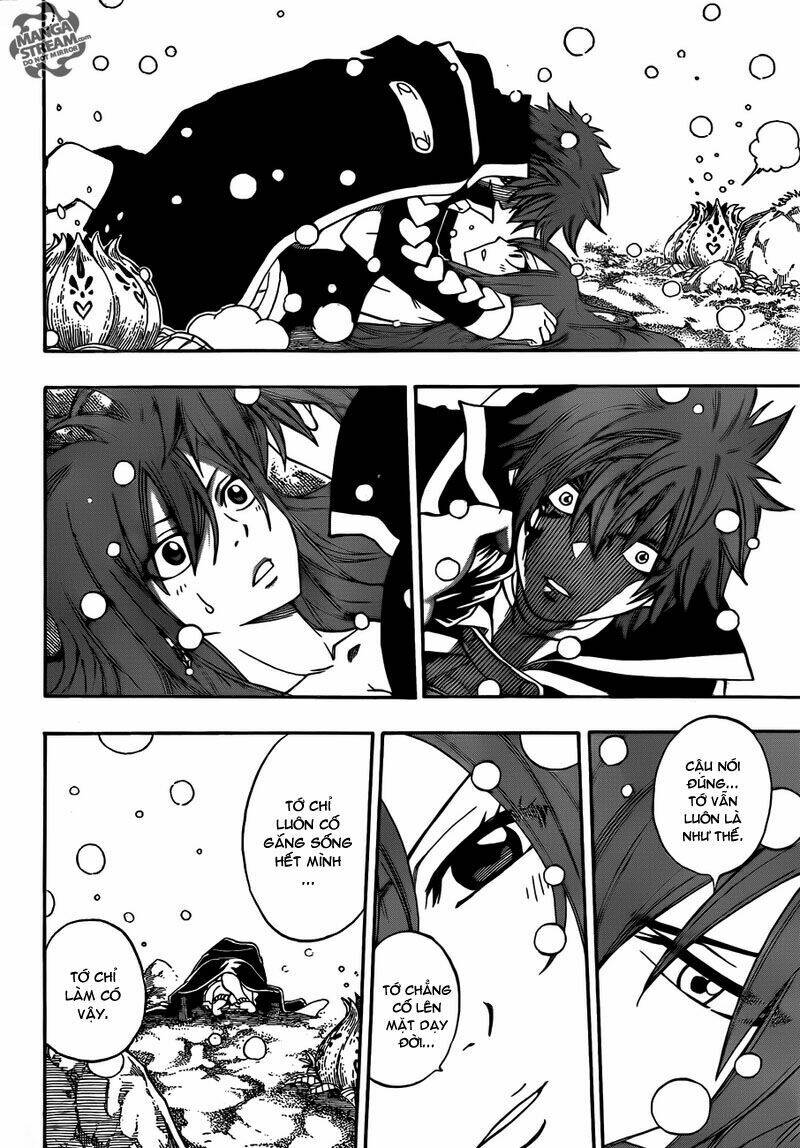 MANGA
STREAM.com
DO NOT MIRROR
CẬU NÓI
ĐÚNG...
TỚ VẪN
LUÔN LÀ
NHƯ THẾ.
TỚ CHẲNG
CỐ LÊN
MẶT DẠY
ĐỜI...
TỚ CHỈ
LUÔN CỐ
GẮNG SỐNG
HẾT MÌNH
...
TỚ CHỈ
LÀM CÓ
VẬY.